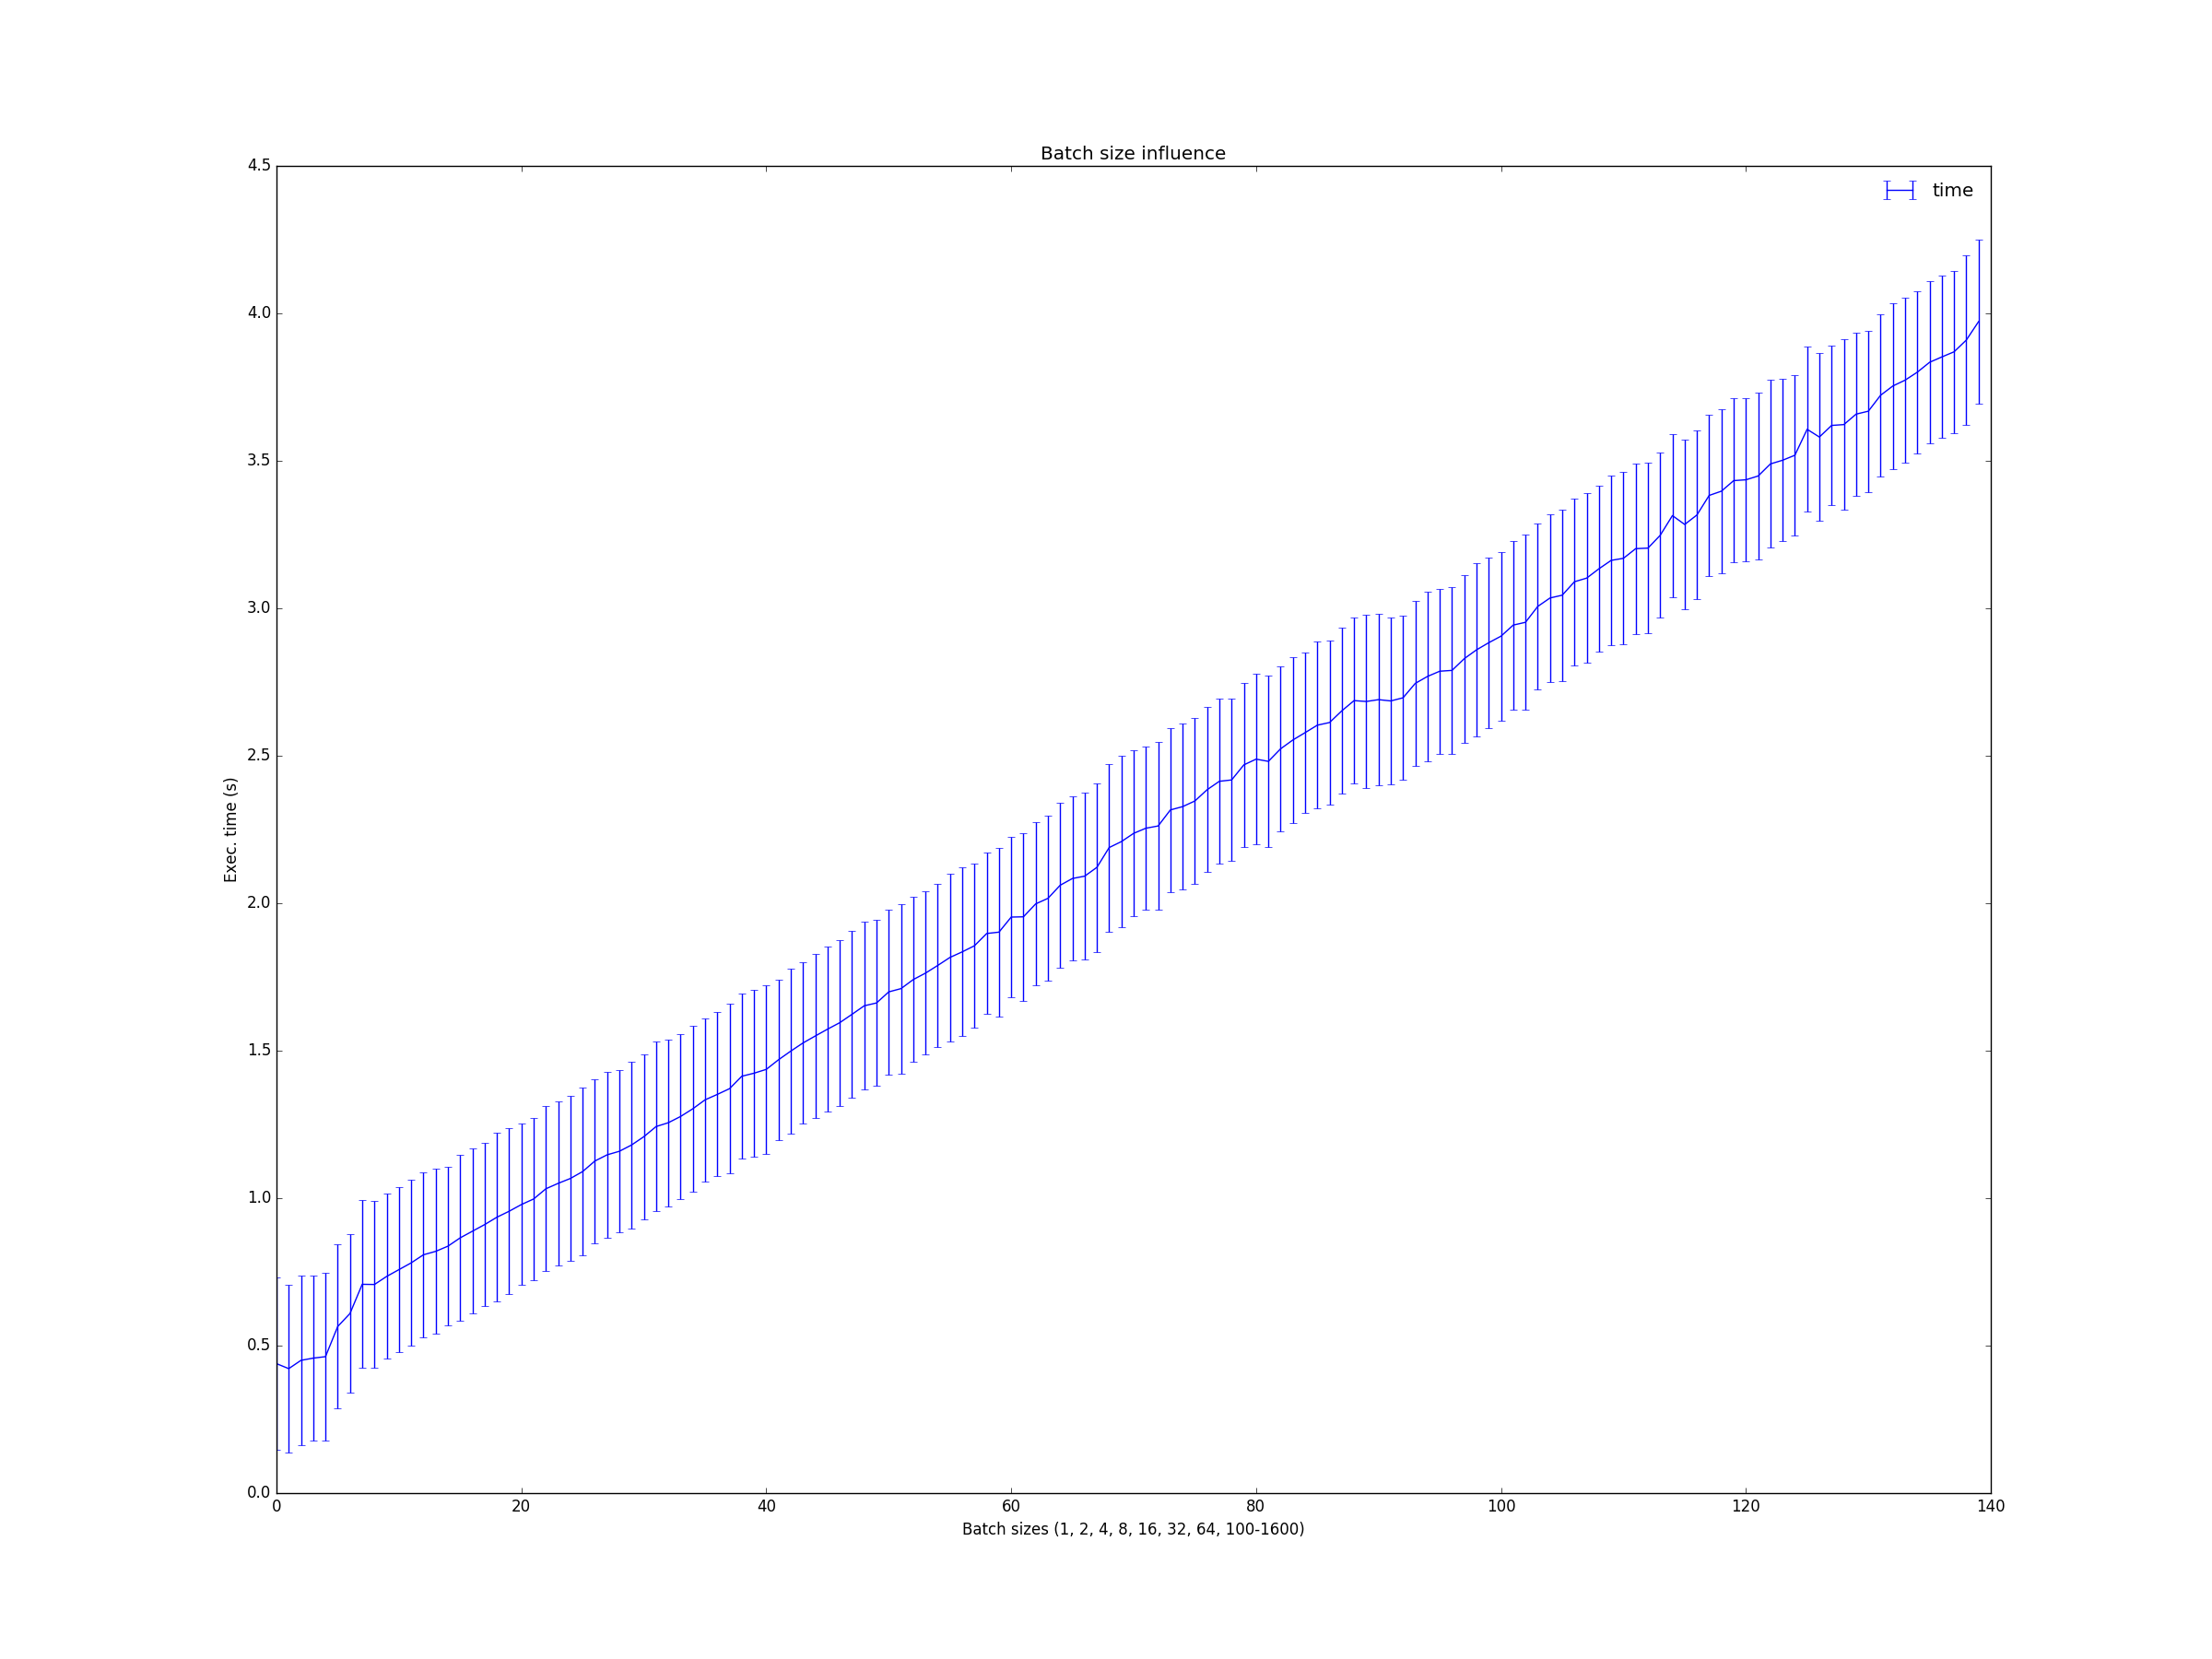 Batch size influence
time
4.5
4.0
3.5
3.0
2.5
2.0
1.5
1.0
0.5
0.0
Exec. time (s)
0 20 40 60 80 100 120 140
Batch sizes (1, 2, 4, 8, 16, 32, 64, 100-1600)